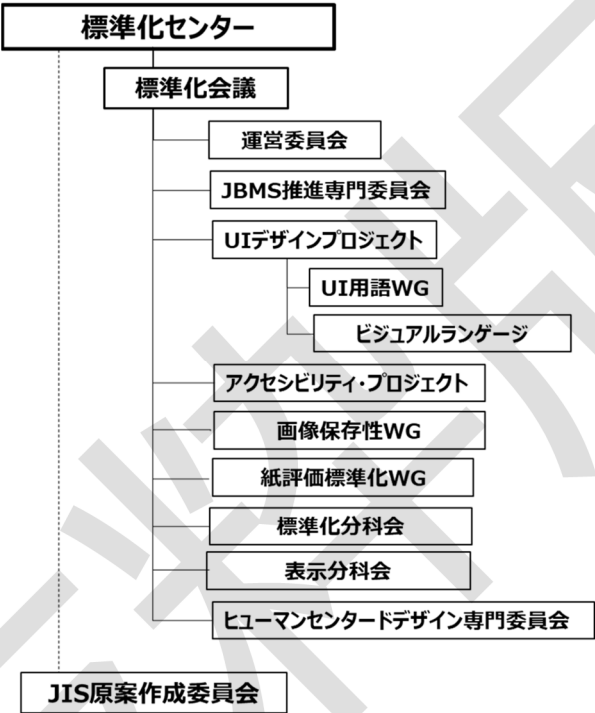 標準化センター
標準化会議
運営委員会
JBMS推進専門委員会
UIデザインプロジェクト
UI用語WG
ビジュアルランゲージ
アクセシビリティ・プロジェクト
画像保存性WG
紙評価標準化WG
標準化分科会
表示分科会
ヒューマンセンタードデザイン専門委員会
JIS原案作成委員会